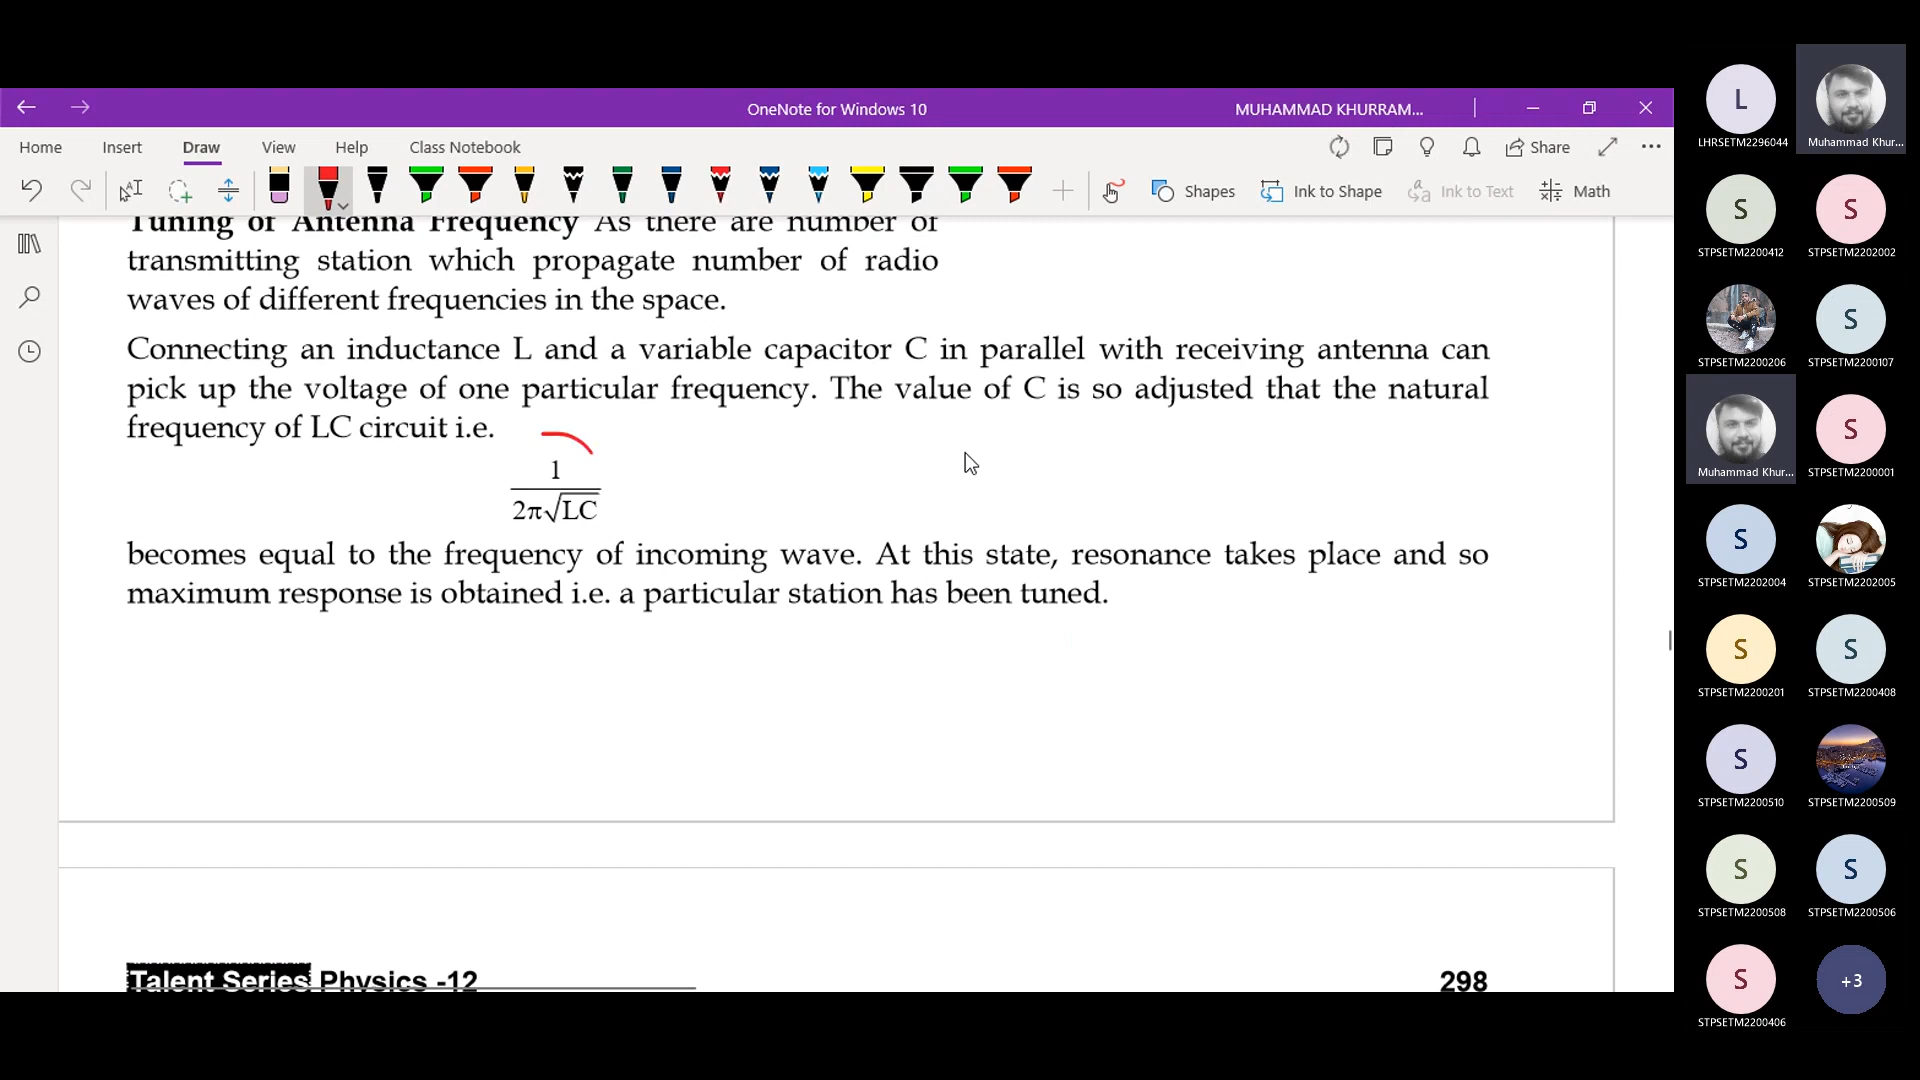 OneNote for Windows 10
MUHAMMAD KHURRAM...
Home Insert Draw View Help Class Notebook
Share
Shapes Ink to Shape Ink to Text Math
Tuning of Antenna Frequency As there are number of
transmitting station which propagate number of radio
waves of different frequencies in the space.
Connecting an inductance L and a variable capacitor C in parallel with receiving antenna can
pick up the voltage of one particular frequency. The value of C is so adjusted that the natural
frequency of LC circuit i.e.
1
2π√LC
becomes equal to the frequency of incoming wave. At this state, resonance takes place and so
maximum response is obtained i.e. a particular station has been tuned.
Talent Series Physics -12 298
L
LHRSETM2296044 Muhammad Khur...
S S
STPSETM2200412 STPSETM2202002
S
STPSETM2200206 STPSETM2200107
S
Muhammad Khur... STPSETM2200001
S
STPSETM2202004 STPSETM2202005
S S
STPSETM2200201 STPSETM2200408
S
STPSETM2200510 STPSETM2200509
S S
STPSETM2200508 STPSETM2200506
S +3
STPSETM2200406